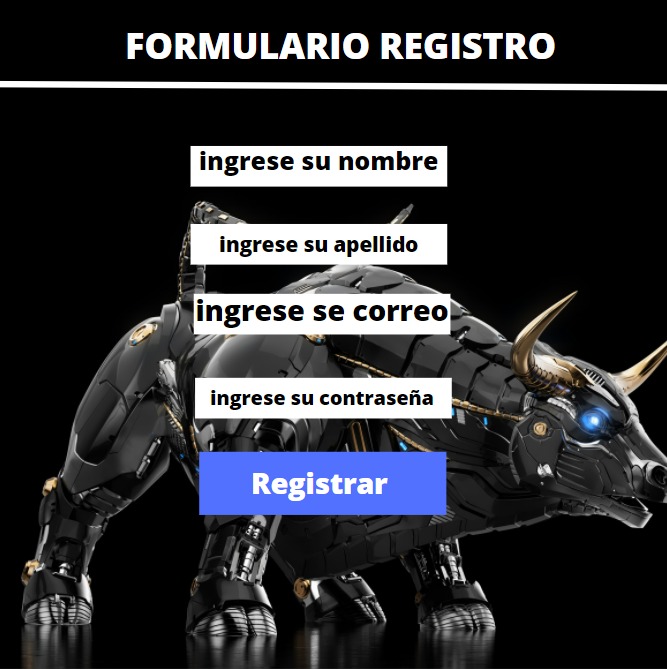 FORMULARIO REGISTRO
ingrese su nombre
ingrese su apellido
ingrese se correo
ingrese su contraseña
Registrar